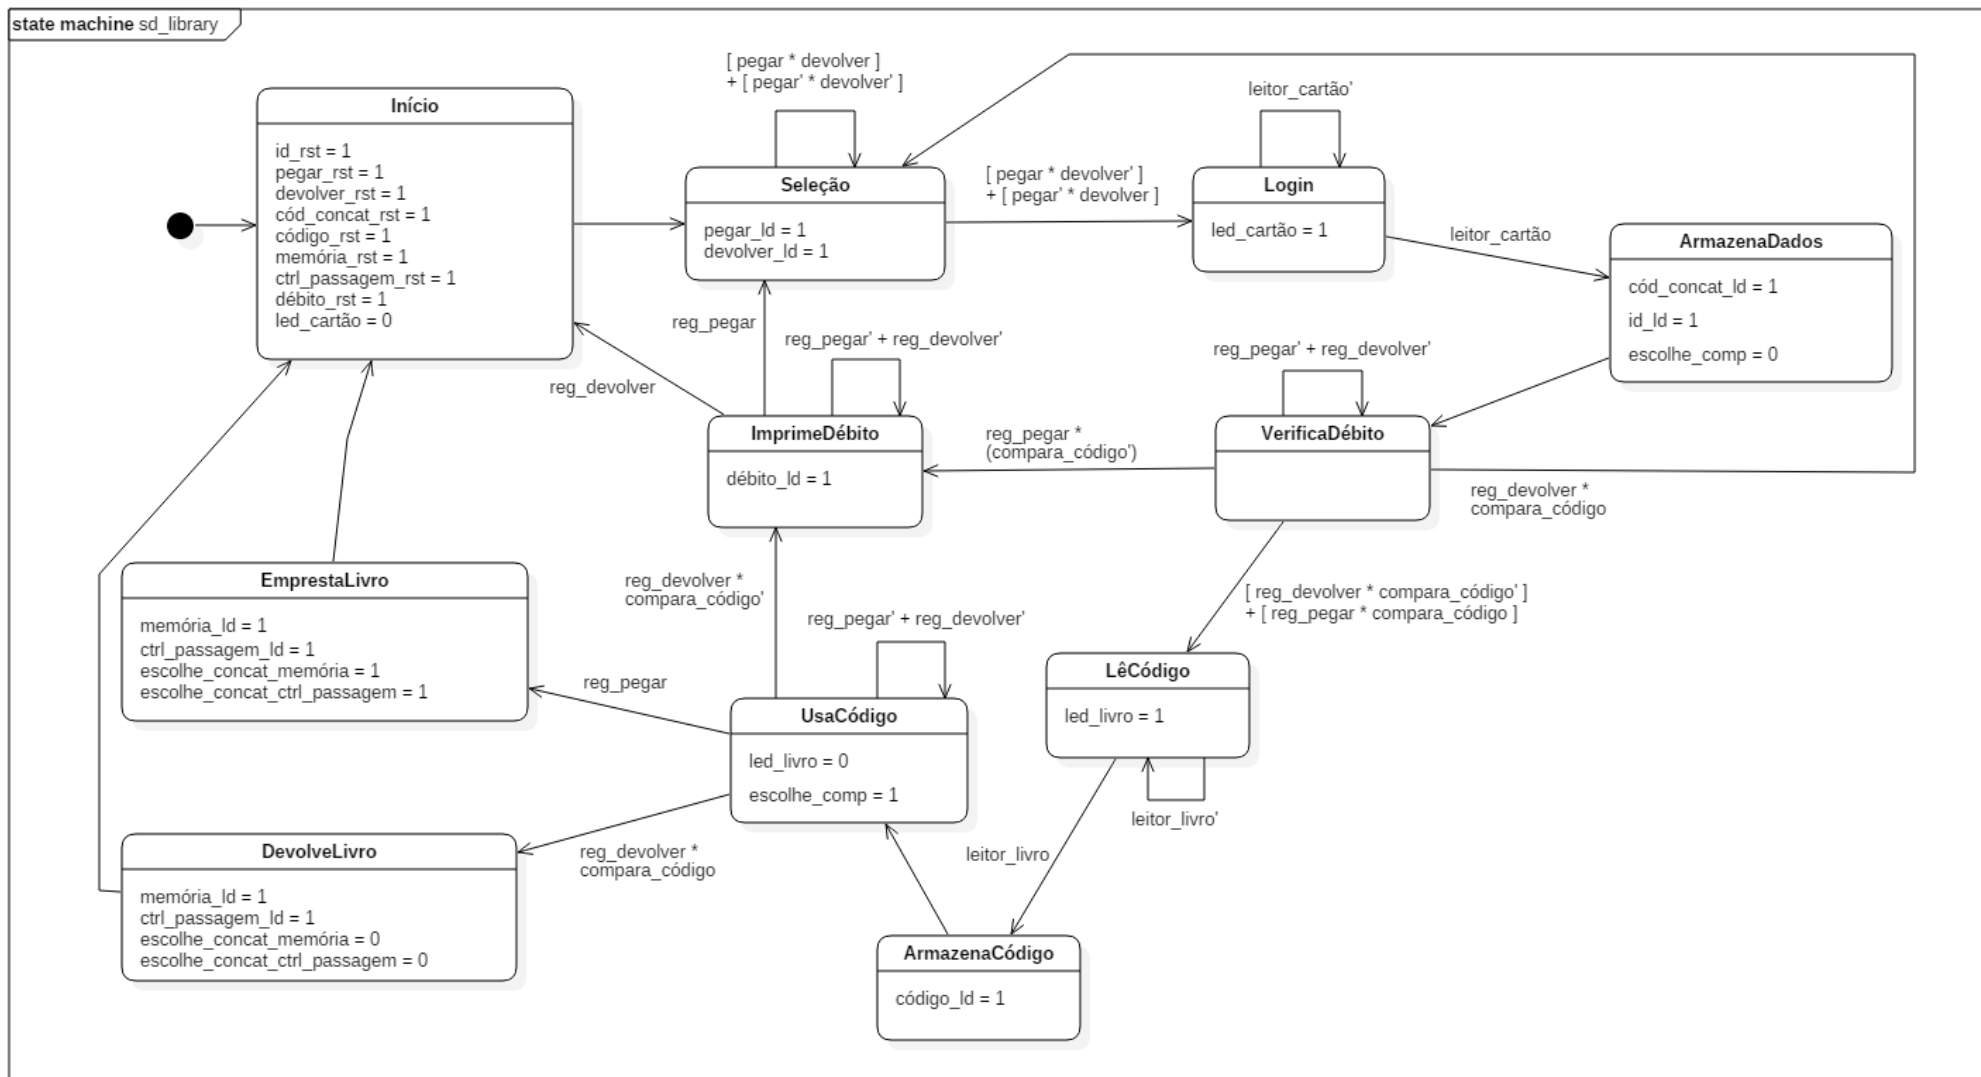 state machine sd_library
Início
id_rst = 1
pegar_rst = 1
devolver_rst = 1
cód_concat_rst = 1
código_rst = 1
memória_rst = 1
ctrl_passagem_rst = 1
débito_rst = 1
led_cartão = 0
[ pegar * devolver ]
+ [ pegar' * devolver' ]
Seleção
pegar_ld = 1
devolver_ld = 1
[ pegar * devolver' ]
+ [ pegar' * devolver ]
leitor_cartão'
Login
led_cartão = 1
leitor_cartão
ArmazenaDados
cód_concat_ld = 1
id_ld = 1
escolhe_comp = 0
reg_pegar
reg_devolver
reg_pegar' + reg_devolver'
ImprimeDébito
débito_ld = 1
reg_pegar *
(compara_código')
reg_pegar' + reg_devolver'
VerificaDébito
reg_devolver *
compara_código
[ reg_devolver * compara_código' ]
+ [ reg_pegar * compara_código ]
EmprestaLivro
memória_ld = 1
ctrl_passagem_ld = 1
escolhe_concat_memória = 1
escolhe_concat_ctrl_passagem = 1
reg_devolver *
compara_código'
reg_pegar
reg_pegar' + reg_devolver'
UsaCódigo
led_livro = 0
escolhe_comp = 1
LêCódigo
led_livro = 1
leitor_livro'
leitor_livro
reg_devolver *
compara_código
DevolveLivro
memória_ld = 1
ctrl_passagem_ld = 1
escolhe_concat_memória = 0
escolhe_concat_ctrl_passagem = 0
ArmazenaCódigo
código_ld = 1